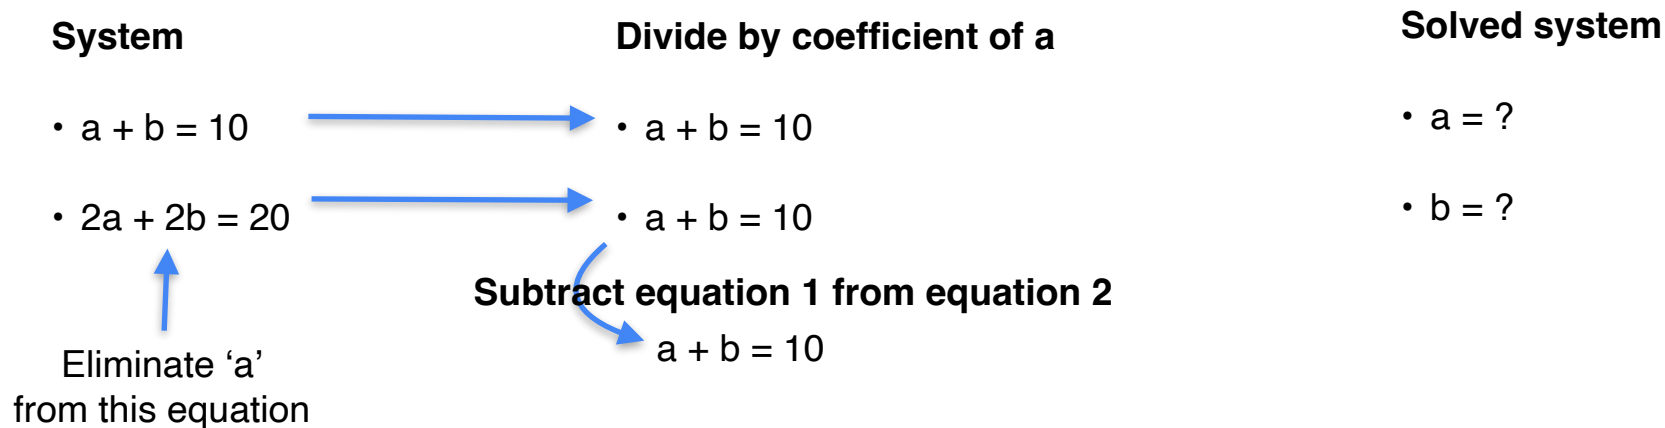 System
Divide by coefficient of a
Solved system
• a + b = 10
• a + b = 10
• a = ?
• 2a + 2b = 20
• a + b = 10
• b = ?
Subtract equation 1 from equation 2
a + b = 10
Eliminate ‘a’
from this equation